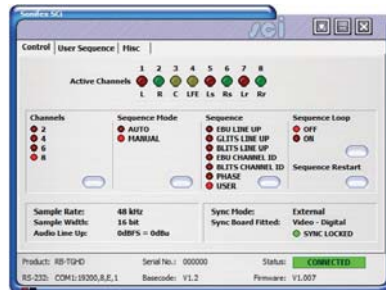 Sonifex SCi
sci
Control User Sequence Misc
1 2 3 4 5 6 7 8
Active Channels
L R C LFE Ls Rs Lr Rr
Channels
2
4
6
8
Sequence Mode
AUTO
MANUAL
Sequence
EBU LINE UP
GLITS LINE UP
BLITS LINE UP
EBU CHANNEL ID
BLITS CHANNEL ID
PHASE
USER
Sequence Loop
OFF
ON
Sequence Restart
Sample Rate: 48 kHz
Sample Width: 16 bit
Audio Line Up: 0dBFS = 0dBu
Sync Mode: External
Sync Board Fitted: Video - Digital
SYNC LOCKED
Product: RB-TGHD Serial No.: 000000 Status: CONNECTED
RS-232: COM1:19200,8,E,1 Basecode: V1.2 Firmware: V1.007